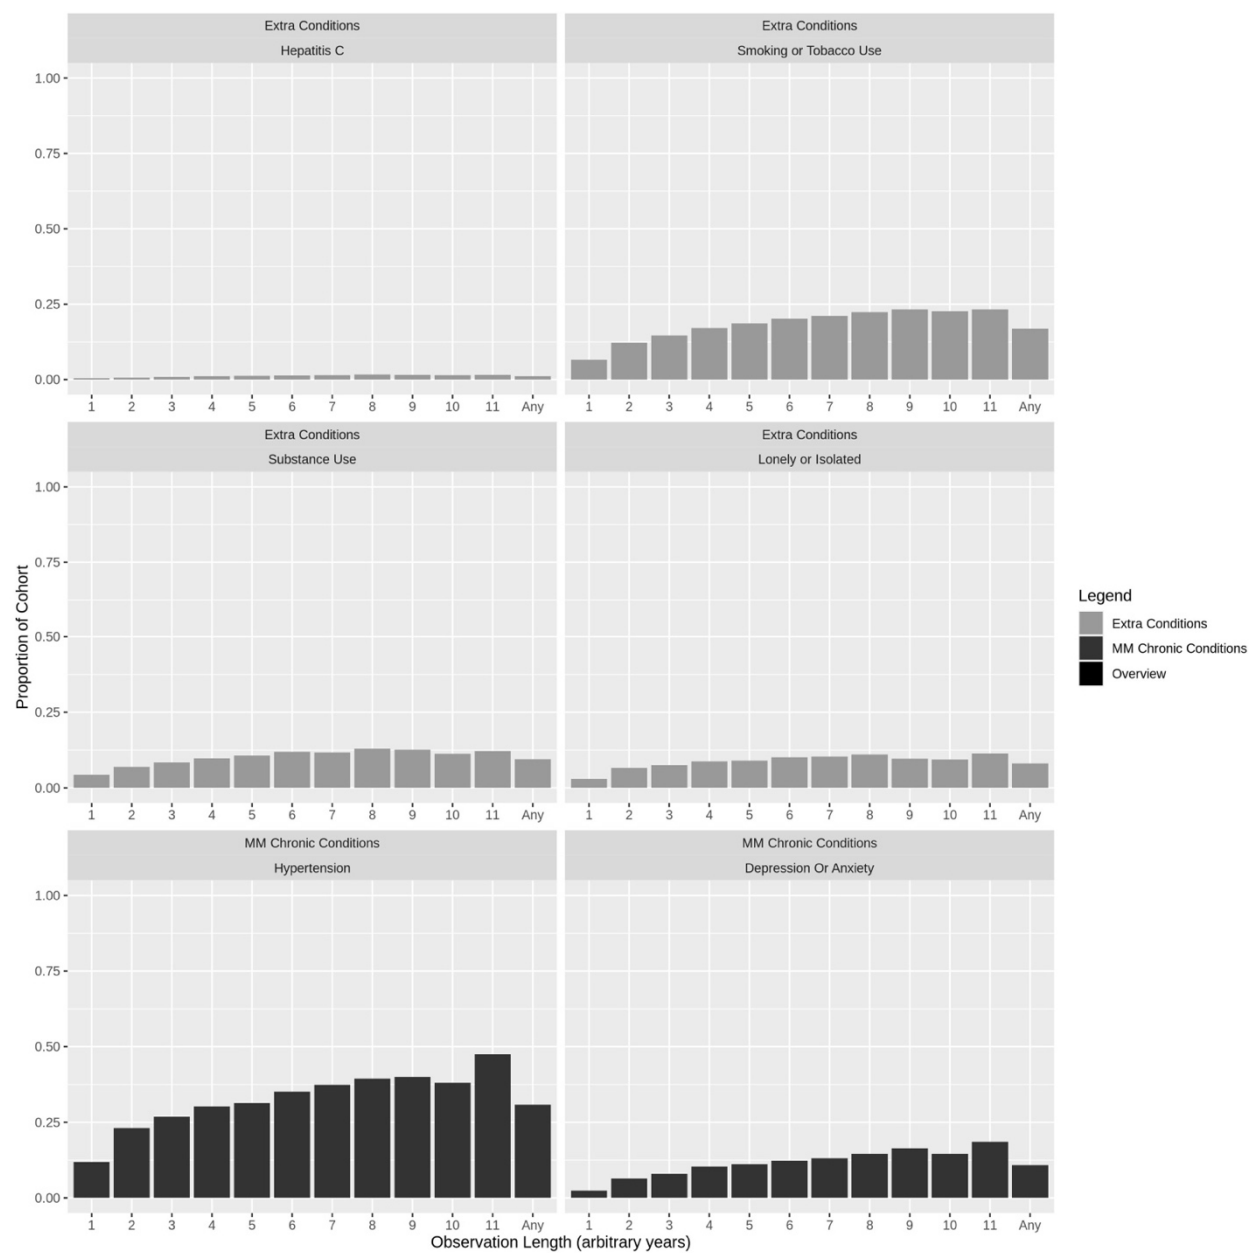 Extra Conditions
Hepatitis C
1.00
0.75
0.50
0.25
0.00
1 2 3 4 5 6 7 8 9 10 11 Any
Extra Conditions
Smoking or Tobacco Use
1 2 3 4 5 6 7 8 9 10 11 Any
Extra Conditions
Substance Use
1.00
0.75
0.50
0.25
0.00
1 2 3 4 5 6 7 8 9 10 11 Any
Extra Conditions
Lonely or Isolated
1 2 3 4 5 6 7 8 9 10 11 Any
MM Chronic Conditions
Hypertension
1.00
0.75
0.50
0.25
0.00
1 2 3 4 5 6 7 8 9 10 11 Any
MM Chronic Conditions
Depression Or Anxiety
1 2 3 4 5 6 7 8 9 10 11 Any
Proportion of Cohort
Observation Length (arbitrary years)
Legend
Extra Conditions
MM Chronic Conditions
Overview